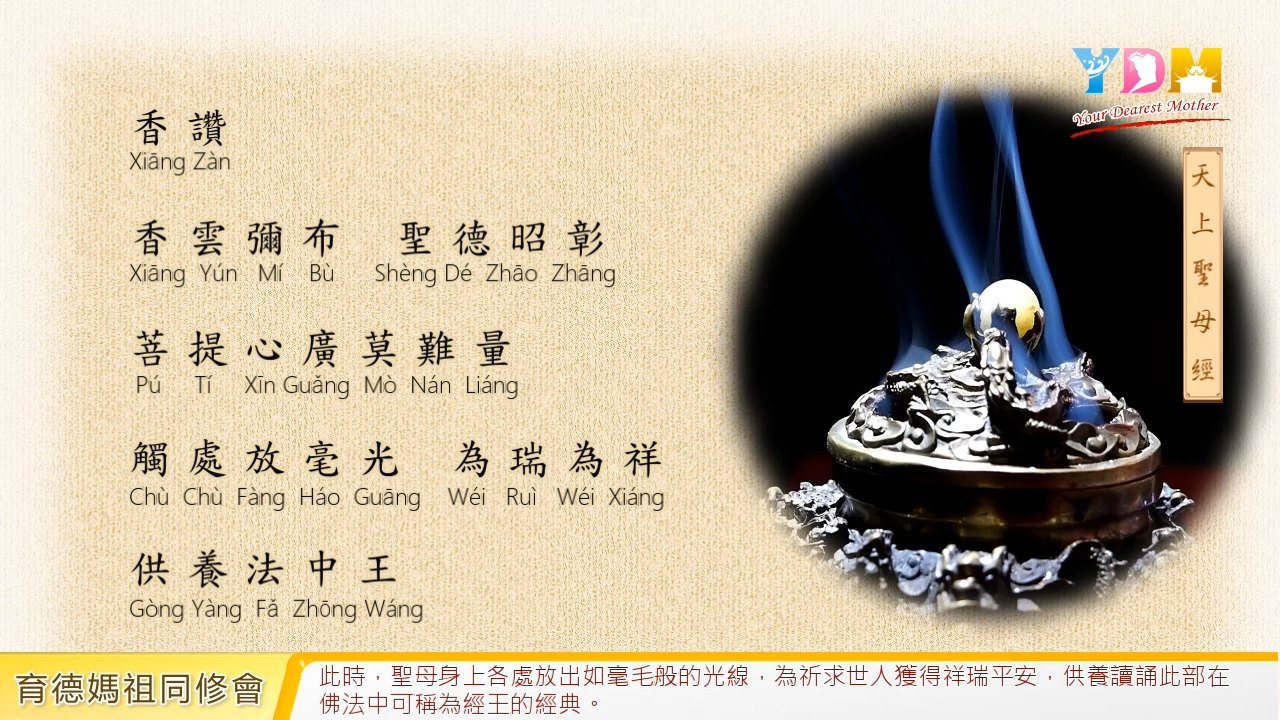 YDM
Your Dearest Mother
天上聖母經
香讚
Xiāng Zàn
香雲彌布 聖德昭彰
Xiāng Yún Mí Bù Shèng Dé Zhāo Zhāng
菩提心廣莫難量
Pú Tí Xīn Guǎng Mò Nán Liáng
觸處放毫光 為瑞為祥
Chù Chù Fàng Háo Guāng Wéi Ruì Wéi Xiáng
供養法中王
Gòng Yàng Fǎ Zhōng Wáng
育德媽祖同修會
此時，聖母身上各處放出如毫毛般的光線，為祈求世人獲得祥瑞平安，供養讀誦此部在
佛法中可稱為經王的經典。